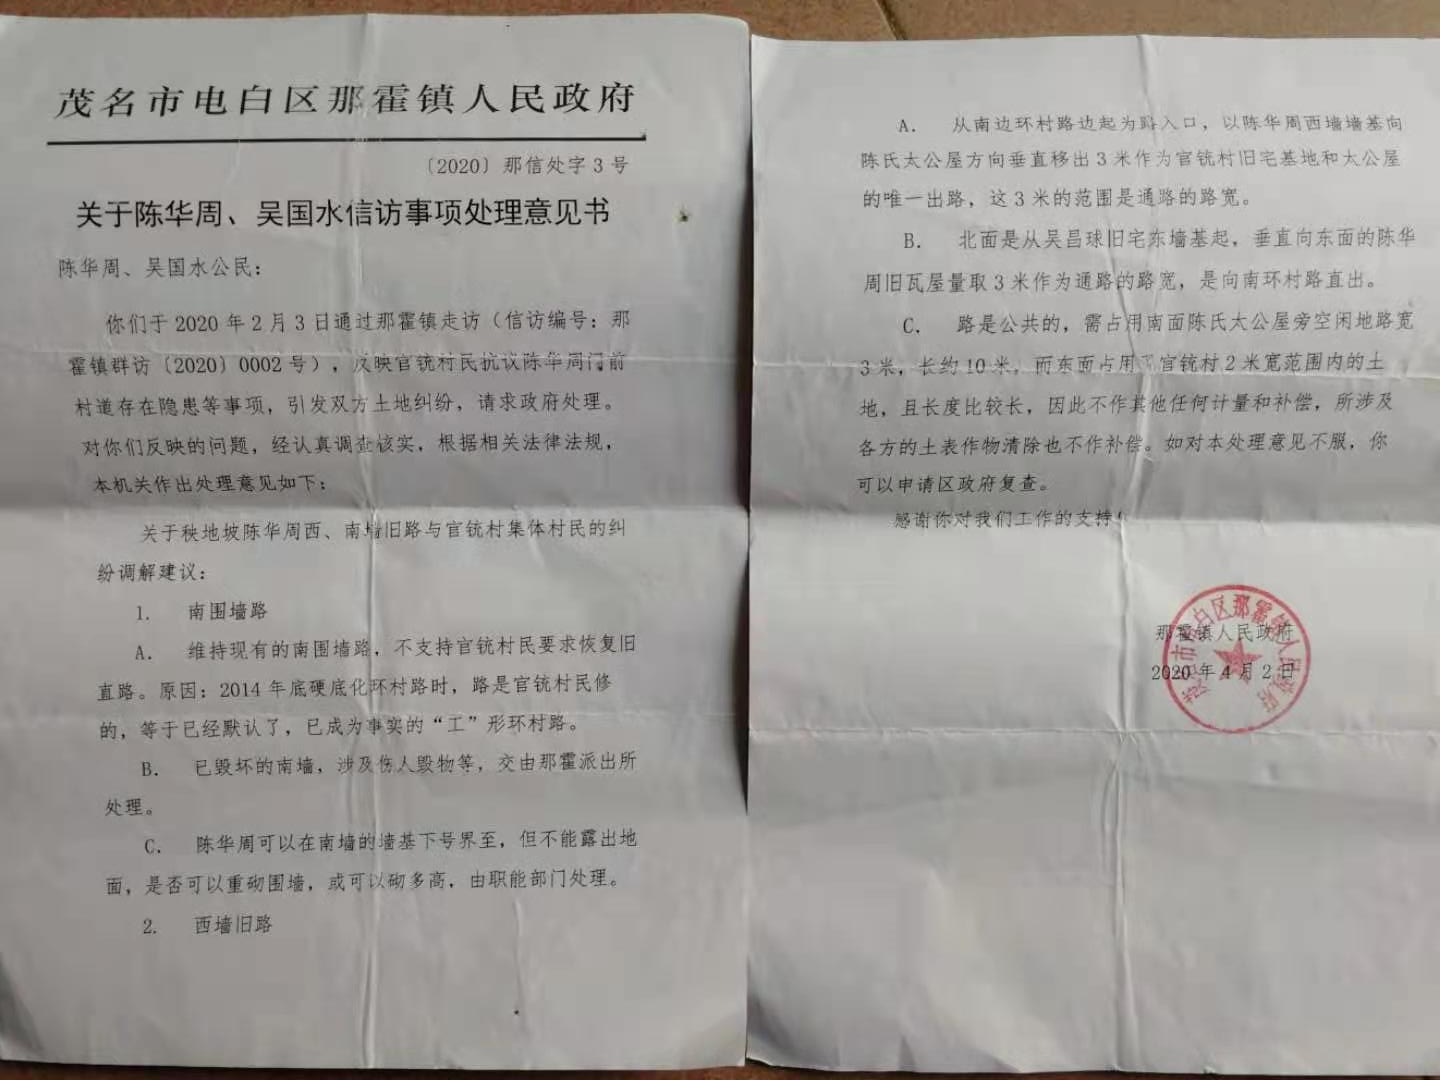 茂名市电白区那霍镇人民政府
〔2020〕那信处字3号
关于陈华周、吴国水信访事项处理意见书
陈华周、吴国水公民：
你们于2020年2月3日通过那霍镇走访（信访编号：那
霍镇群访〔2020〕0002号），反映官铳村民抗议陈华周门前
村道存在隐患等事项，引发双方土地纠纷，请求政府处理。
对你们反映的问题，经认真调查核实，根据相关法律法规，
本机关作出处理意见如下：
关于秧地坡陈华周西、南墙旧路与官铳村集体村民的纠
纷调解建议：
1. 南围墙路
A. 维持现有的南围墙路，不支持官铳村民要求恢复旧
直路。原因：2014年底硬底化环村路时，路是官铳村民修
的，等于已经默认了，已成为事实的“工”形环村路。
B. 已毁坏的南墙，涉及伤人毁物等，交由那霍派出所
处理。
C. 陈华周可以在南墙的墙基下号界至，但不能露出地
面，是否可以重砌围墙，或可以砌多高，由职能部门处理。
2. 西墙旧路
A. 从南边环村路边起为路入口，以陈华周西墙墙基向
陈氏太公屋方向垂直移出3米作为官铳村旧宅基地和太公屋
的唯一出路，这3米的范围是通路的路宽。
B. 北面是从吴昌球旧宅东墙基起，垂直向东面的陈华
周旧瓦屋量取3米作为通路的路宽，是向南环村路直出。
C. 路是公共的，需占用南面陈氏太公屋旁空闲地路宽
3米，长约10米，而东面占用了官铳村2米宽范围内的土
地，且长度比较长，因此不作其他任何计量和补偿，所涉及
各方的土表作物清除也不作补偿。如对本处理意见不服，你
可以申请区政府复查。
感谢你对我们工作的支持！
那霍镇人民政府
2020年4月2日
茂名市电白区那霍镇人民政府